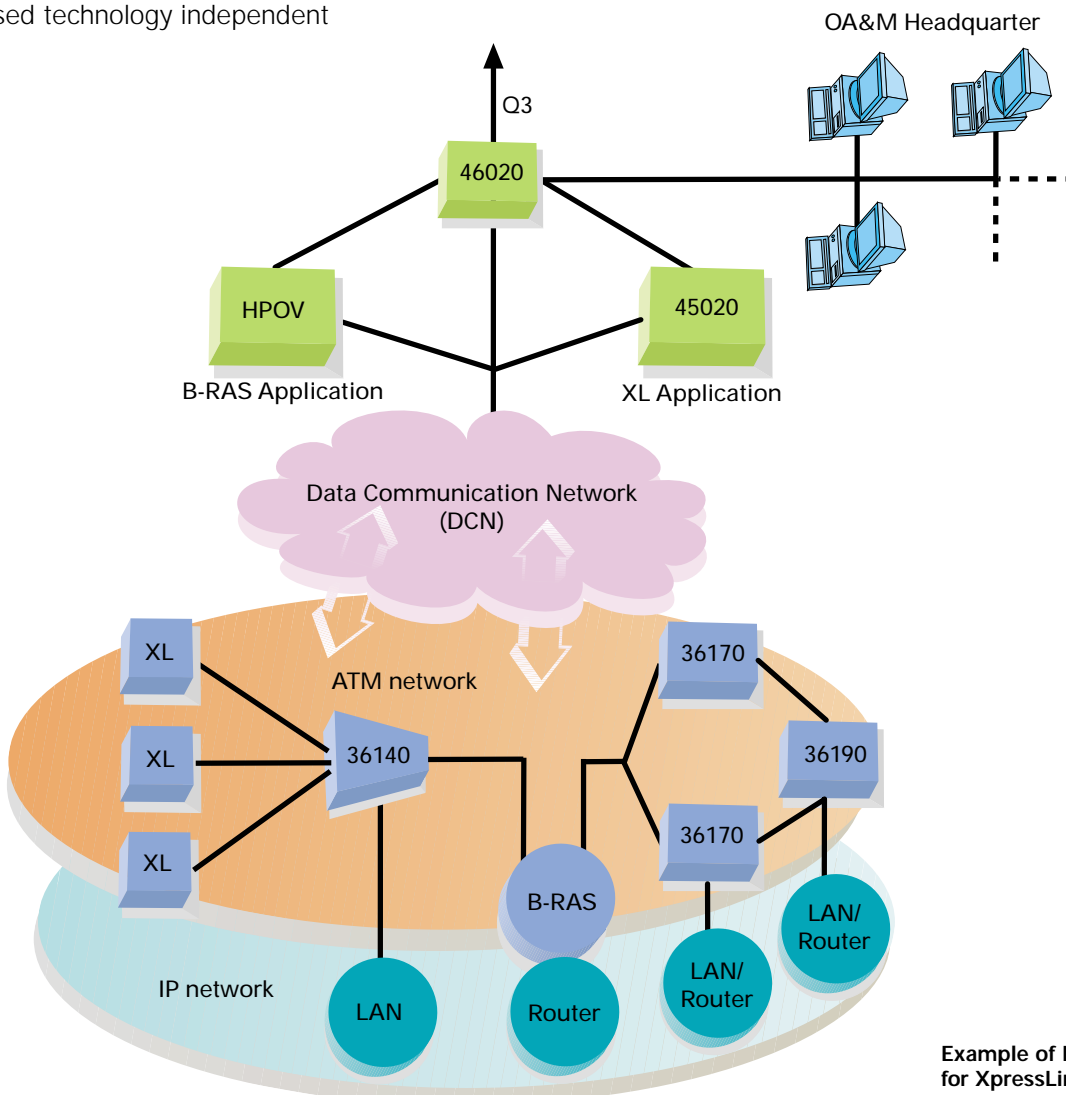 sed technology independent
OA&M Headquarter
Q3
46020
HPOV
45020
B-RAS Application
XL Application
Data Communication Network
(DCN)
XL
36170
ATM network
XL
36140
36190
36170
XL
B-RAS
LAN/
Router
LAN/
Router
IP network
LAN
Router
Example of
for